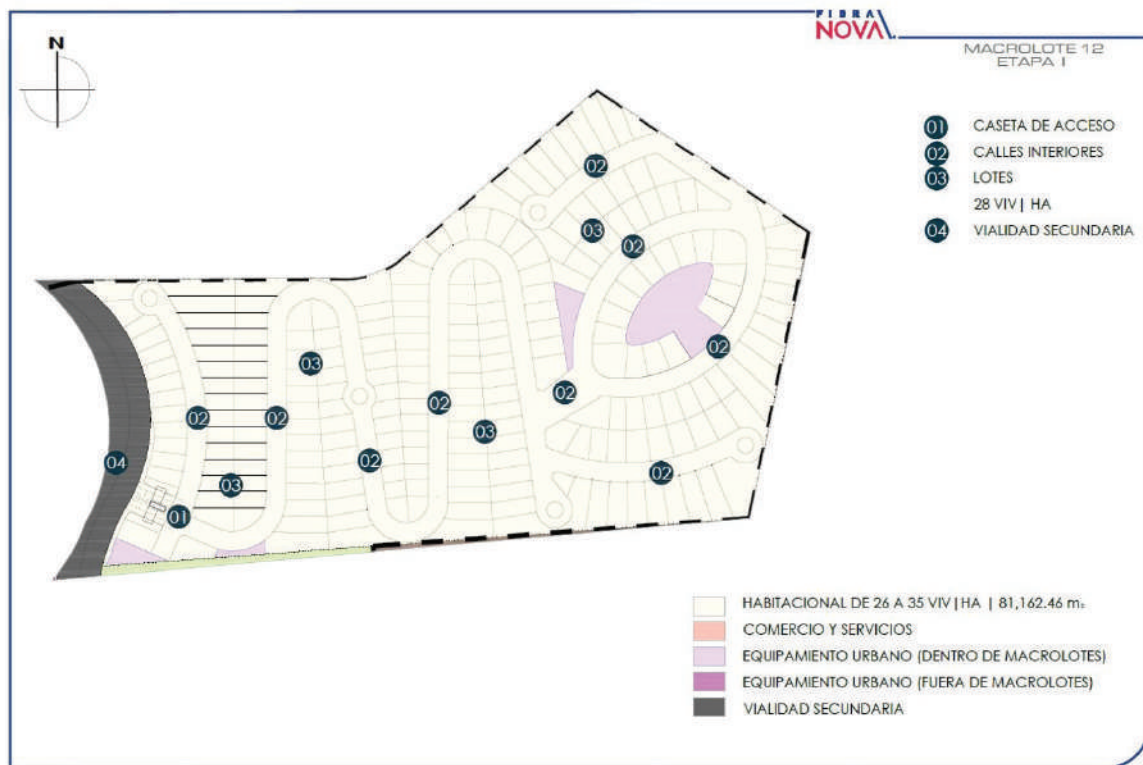 FIBRA
NOVA
MACROLOTE 12
ETAPA I
N
01 CASETA DE ACCESO
02 CALLES INTERIORES
03 LOTES
28 VIV | HA
04 VIALIDAD SECUNDARIA
02
03
02
02
03
02
02
02
02
03
04
03
02
02
01
HABITACIONAL DE 26 A 35 VIV | HA | 81,162.46 m²
COMERCIO Y SERVICIOS
EQUIPAMIENTO URBANO (DENTRO DE MACROLOTES)
EQUIPAMIENTO URBANO (FUERA DE MACROLOTES)
VIALIDAD SECUNDARIA